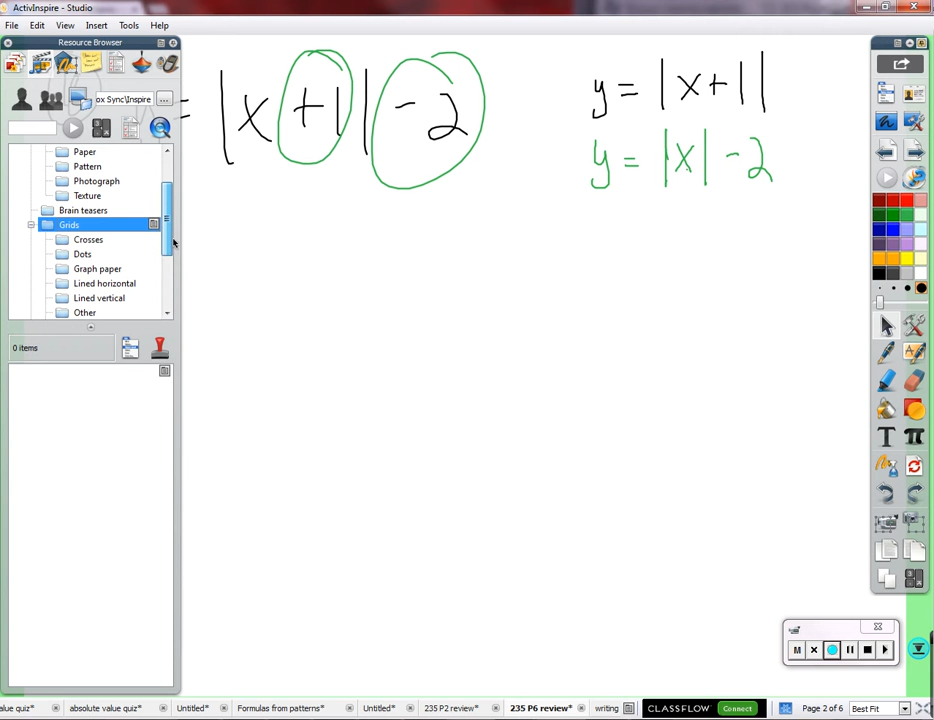 ActivInspire - Studio
File Edit View Insert Tools Help
Resource Browser
ox Sync\Inspire ...
Paper
Pattern
Photograph
Texture
Brain teasers
Grids
Crosses
Dots
Graph paper
Lined horizontal
Lined vertical
Other
0 items
= |x +1| -2
y = |x+1|
y = |x| -2
T π
M
alue quiz* absolute value quiz* Untitled* Formulas from patterns* Untitled* 235 P2 review* 235 P6 review* writing CLASSFLOW Connect Page 2 of 6 Best Fit